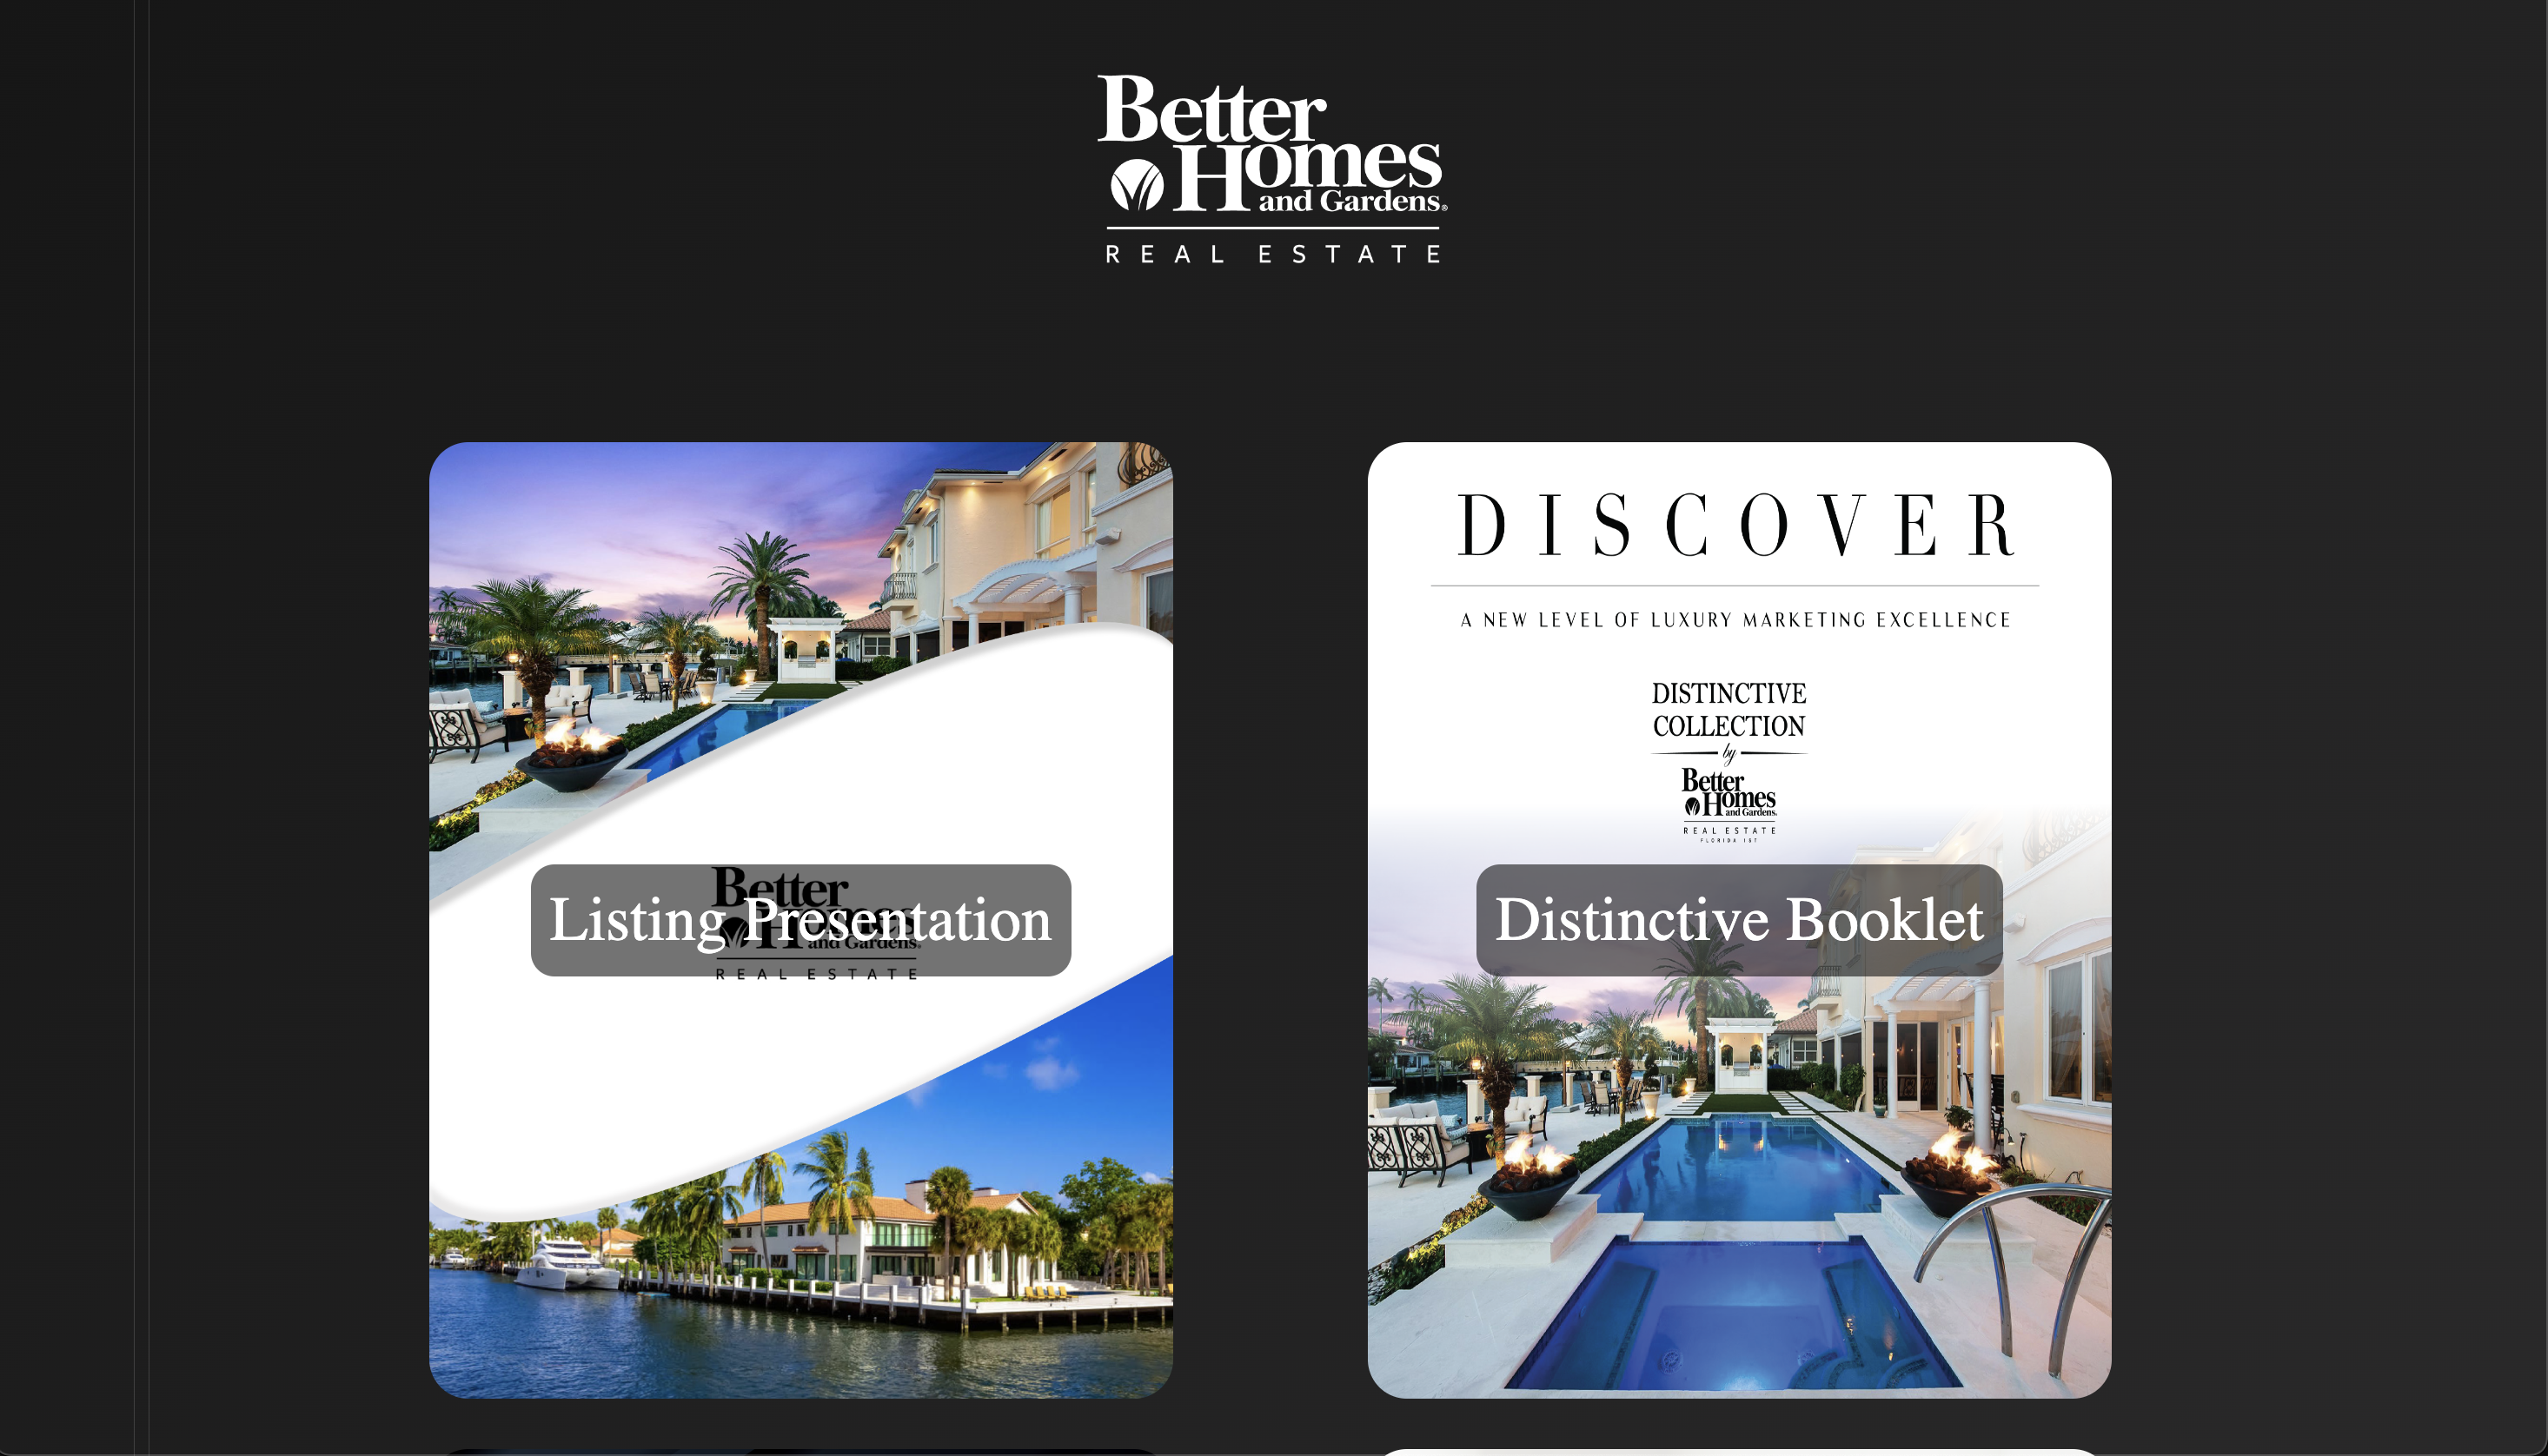 Better
Homes
and Gardens®
REAL ESTATE
Better
Homes
and Gardens®
REAL ESTATE
Listing Presentation
DISCOVER
A NEW LEVEL OF LUXURY MARKETING EXCELLENCE
DISTINCTIVE
COLLECTION
by
Better
Homes
and Gardens.
REAL ESTATE
FLORIDA 1ST
Distinctive Booklet